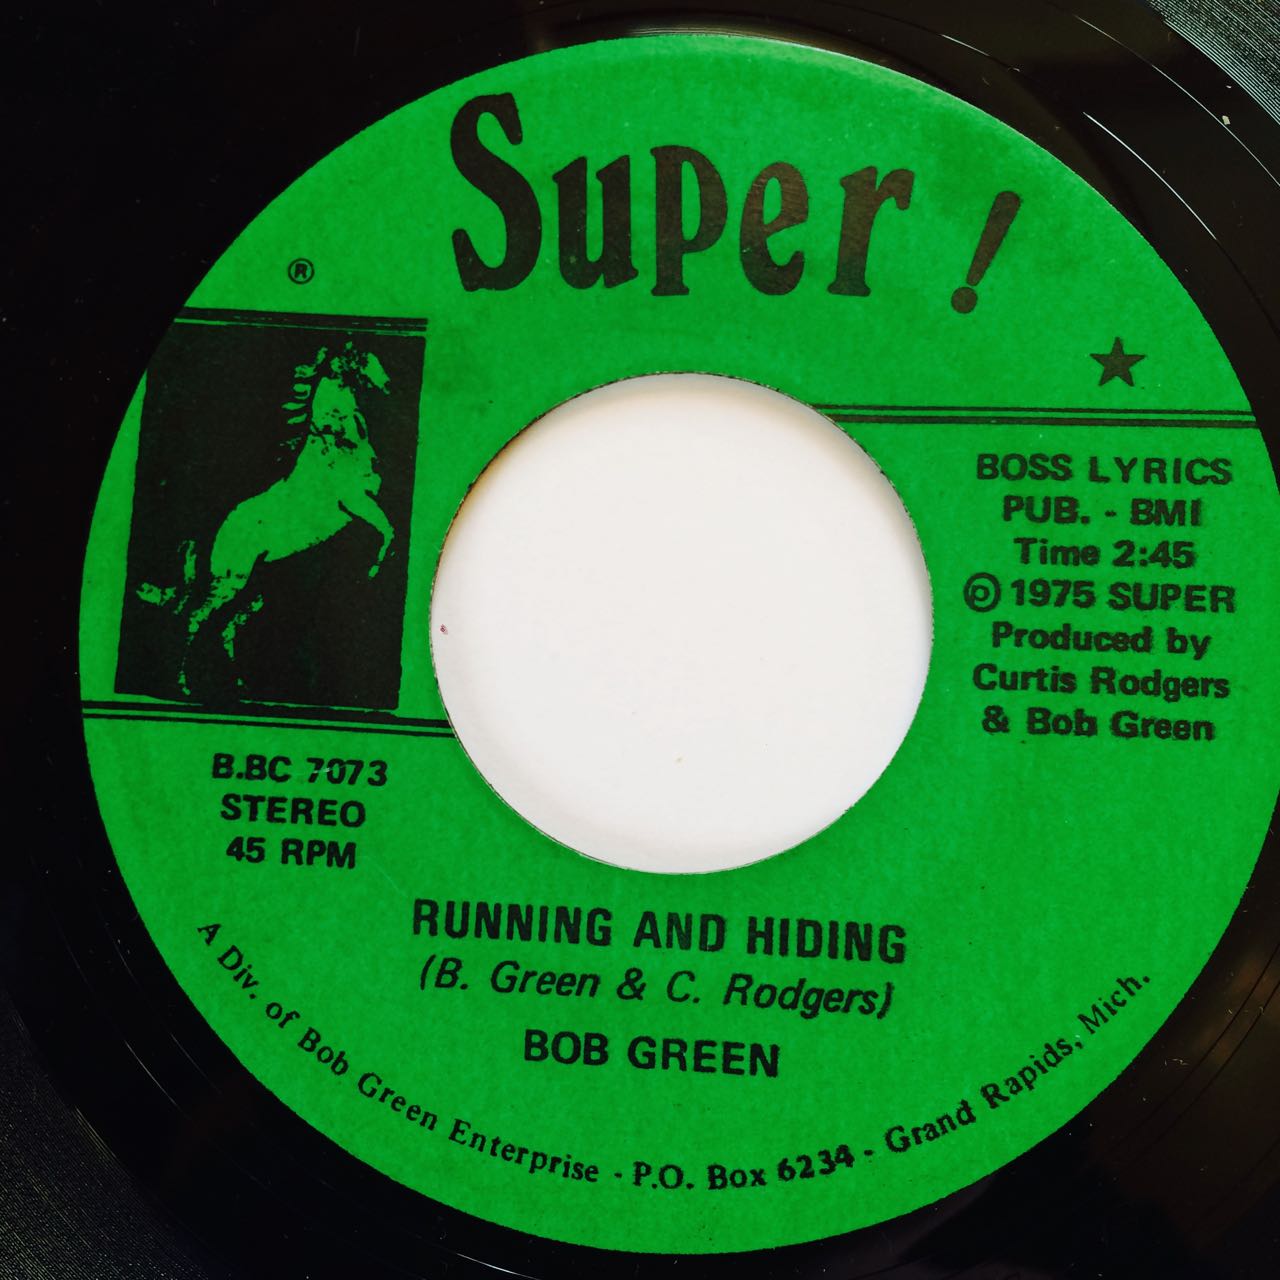 Super!
®
BOSS LYRICS
PUB. - BMI
Time 2:45
℗ 1975 SUPER
Produced by
Curtis Rodgers
& Bob Green
B.BC 7073
STEREO
45 RPM
RUNNING AND HIDING
(B. Green & C. Rodgers)
BOB GREEN
A Div. of Bob Green Enterprise - P.O. Box 6234 - Grand Rapids, Mich.